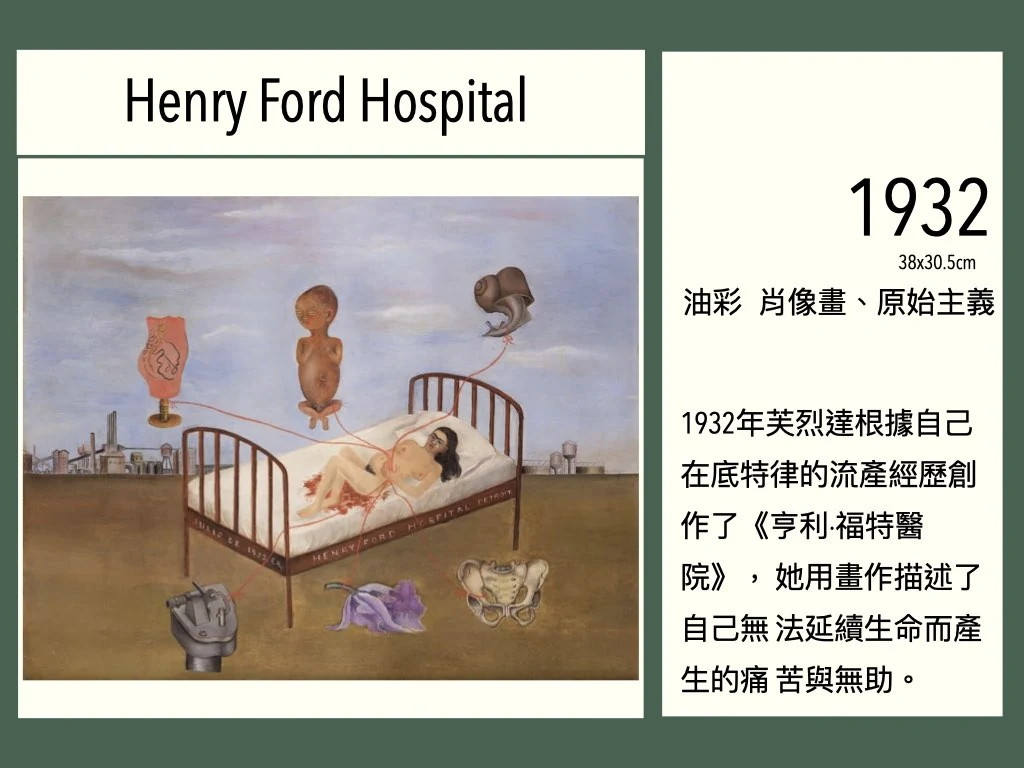 Henry Ford Hospital
1932
38x30.5cm
油彩 肖像畫、原始主義
1932年芙烈達根據自己
在底特律的流產經歷創
作了《亨利·福特醫
院》， 她用畫作描述了
自己無 法延續生命而產
生的痛 苦與無助。
HENRY FORD HOSPITAL DETROIT